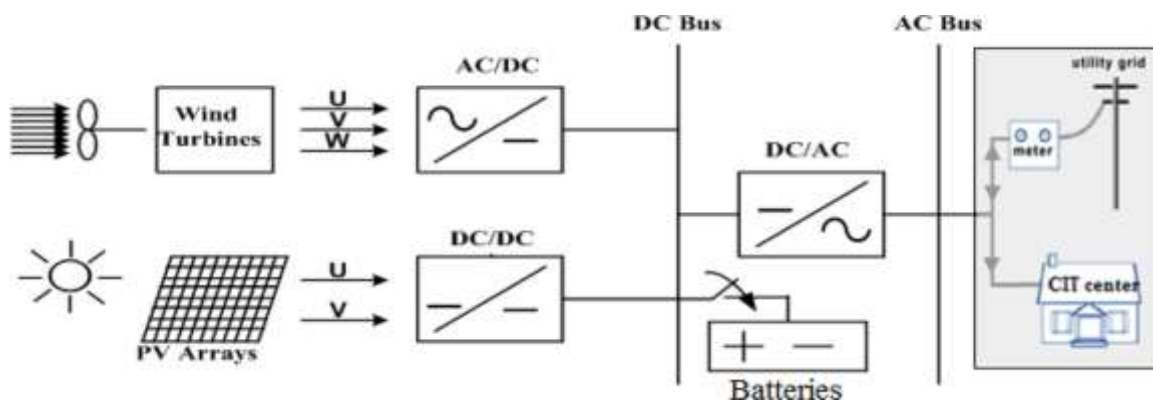 DC Bus
AC Bus
AC/DC
utility grid
Wind
Turbines
U
V
W
meter
DC/AC
DC/DC
U
V
CIT center
PV Arrays
Batteries